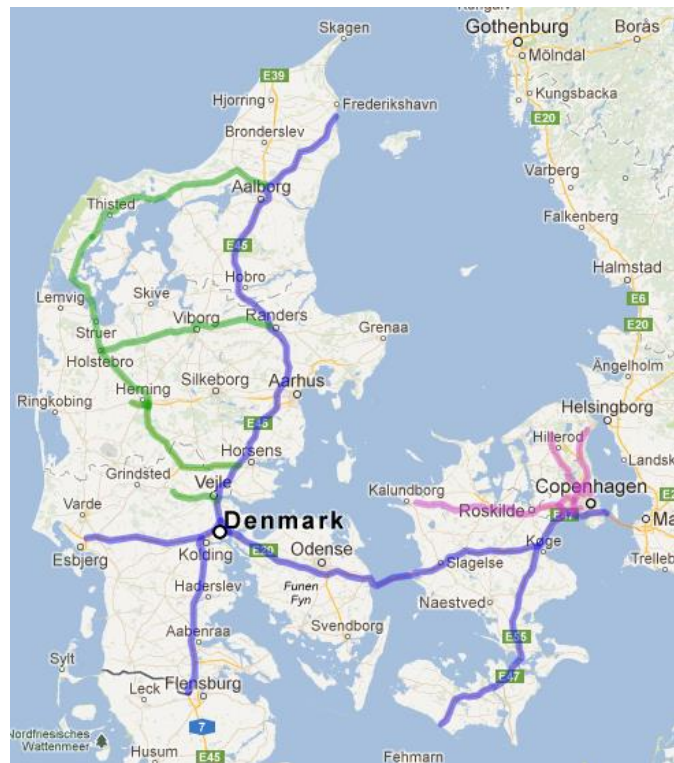 Skagen
Gothenburg
Borås
Mölndal
E39
Hjorring
Frederikshavn
Kungsbacka
E20
Bronderslev
Varberg
Aalborg
Thisted
Falkenberg
E45
Hobro
Halmstad
Lemvig
Skive
E6
Struer
Viborg
Randers
E20
Grenaa
Holstebro
Ängelholm
Herning
Silkeborg
Aarhus
Ringkobing
Helsingborg
E45
Hillerod
Horsens
Landsk
Grindsted
Vejle
Kalundborg
Copenhagen
Varde
Roskilde
Denmark
Ma
Esbjerg
Kolding
E20
Odense
Køge
Slagelse
Trelleb
Haderslev
Funen
Fyn
Naestved
Svendborg
Aabenraa
E55
Sylt
E47
Leck
Flensburg
7
Nordfriesisches
Wattenmeer
Husum
E45
Fehmarn